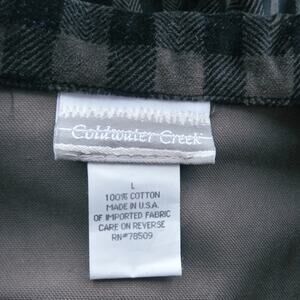 Coldwater Creek
L
100% COTTON
MADE IN U.S.A.
OF IMPORTED FABRIC
CARE ON REVERSE
RN#78509